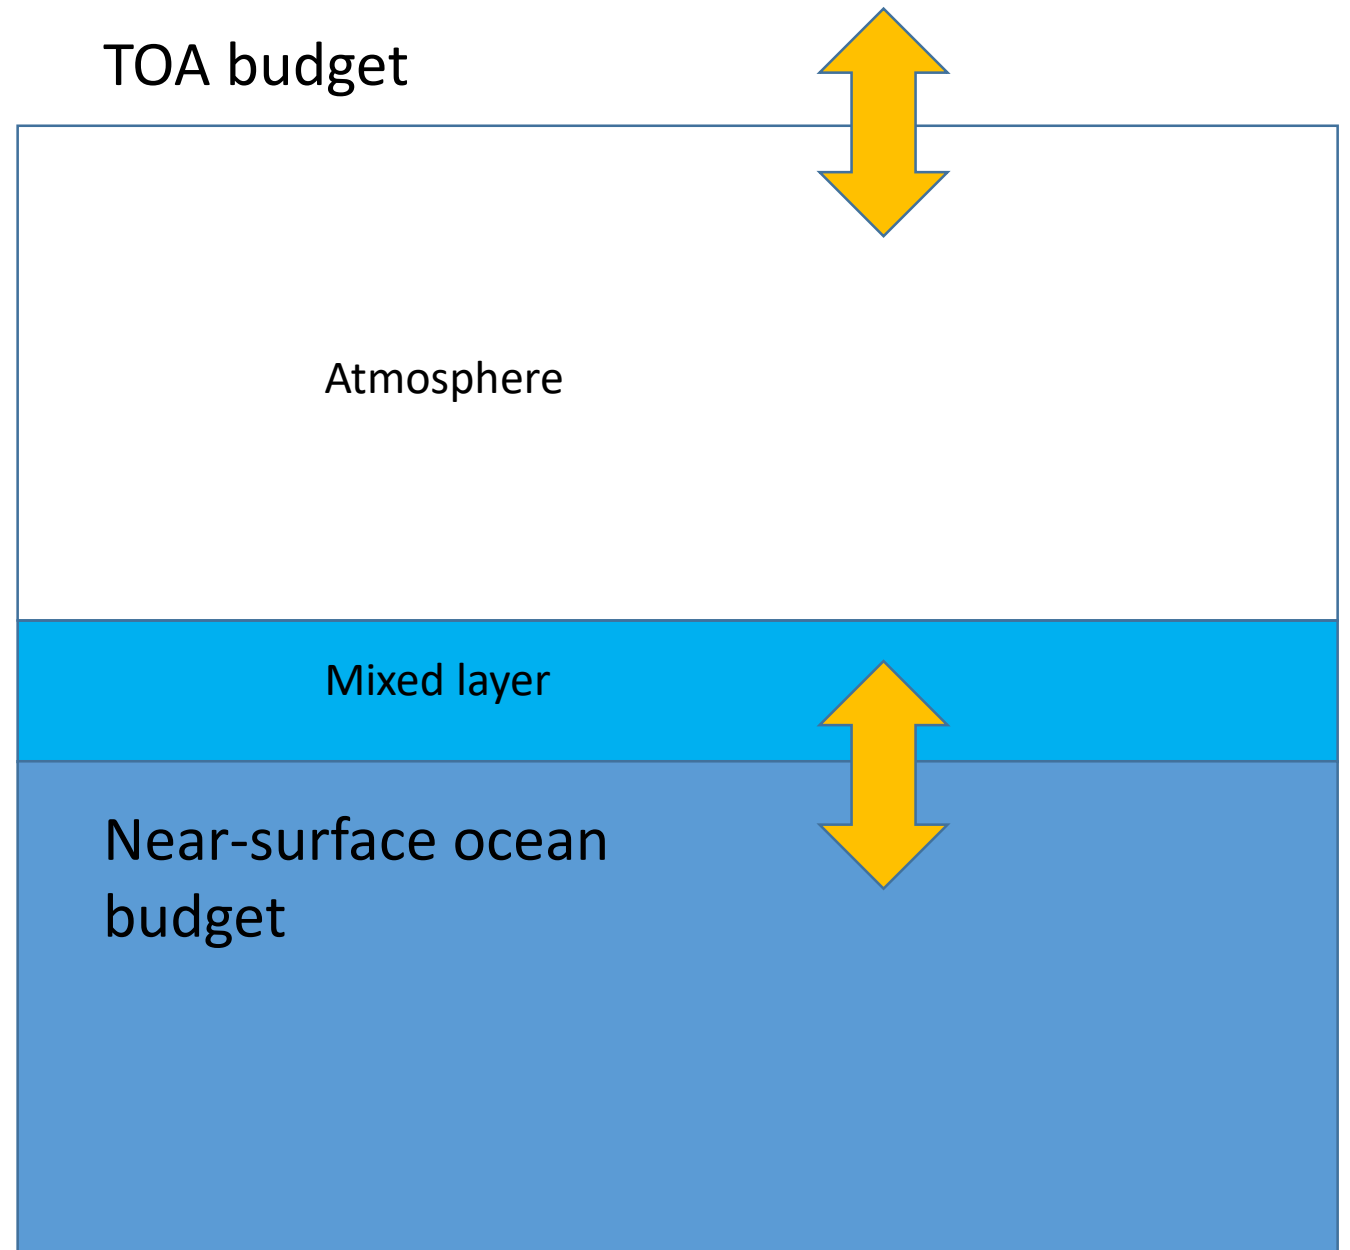 TOA budget
Atmosphere
Mixed layer
Near-surface ocean
budget